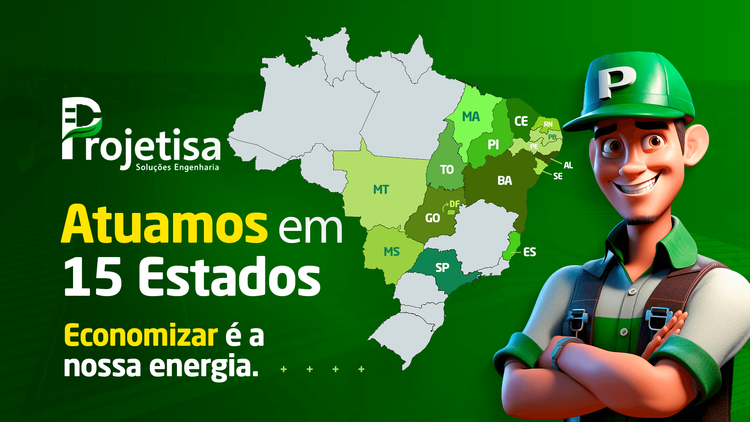 Projetisa
Soluções Engenharia
Atuamos em
15 Estados
Economizar é a
nossa energia.
MA
CE
RN
PB
PI
PE
AL
SE
TO
BA
MT
DF
GO
MS
ES
SP
P